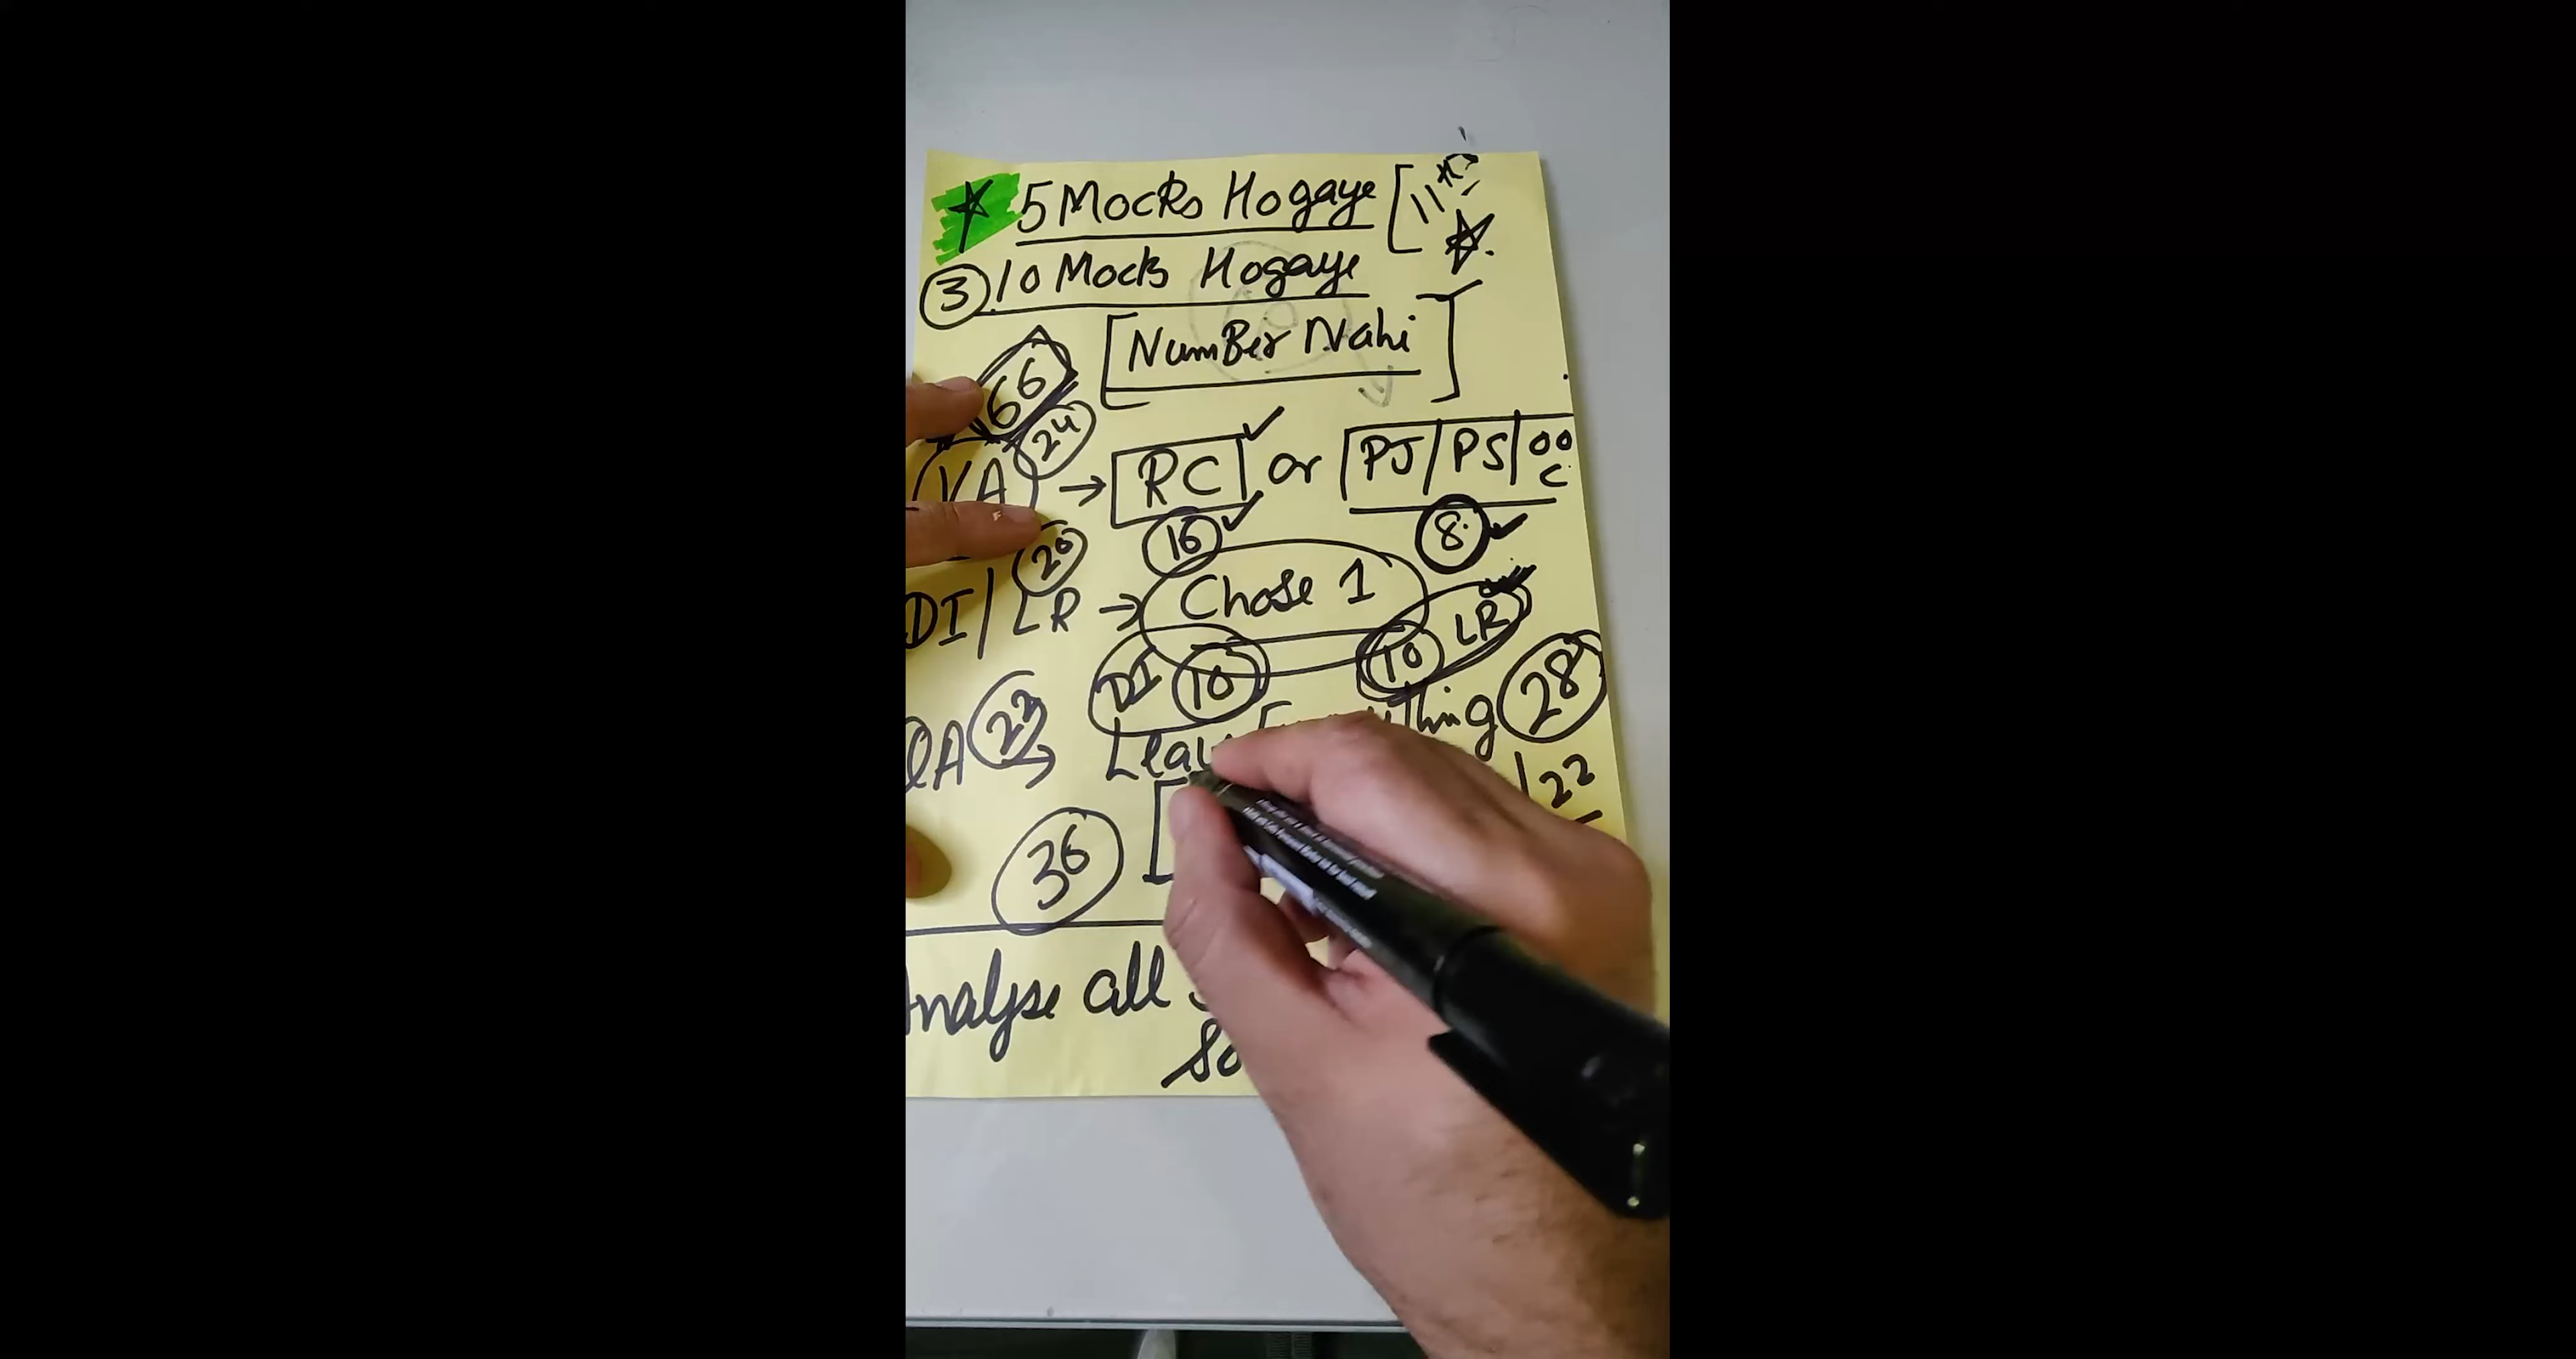 5 Mocks Hogaye
3 10 Mocks Hogaye
[Number Nahi]
66
24
VA → RC or PJ/PS/OO
C
16 8
20
DI/LR → Chose 1
DI 10 10 LR
28
QA 22 →
22
36
Analyse all